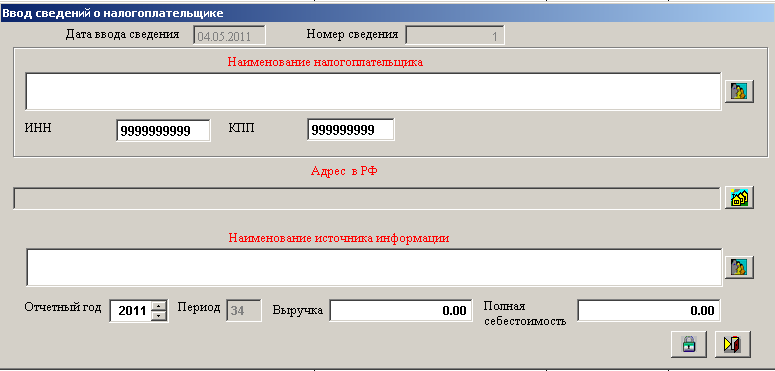 Ввод сведений о налогоплательщике
Дата ввода сведения 04.05.2011 Номер сведения 1
Наименование налогоплательщика
ИНН 9999999999 КПП 999999999
Адрес в РФ
Наименование источника информации
Отчетный год 2011 Период 34 Выручка 0.00 Полная 0.00
себестоимость